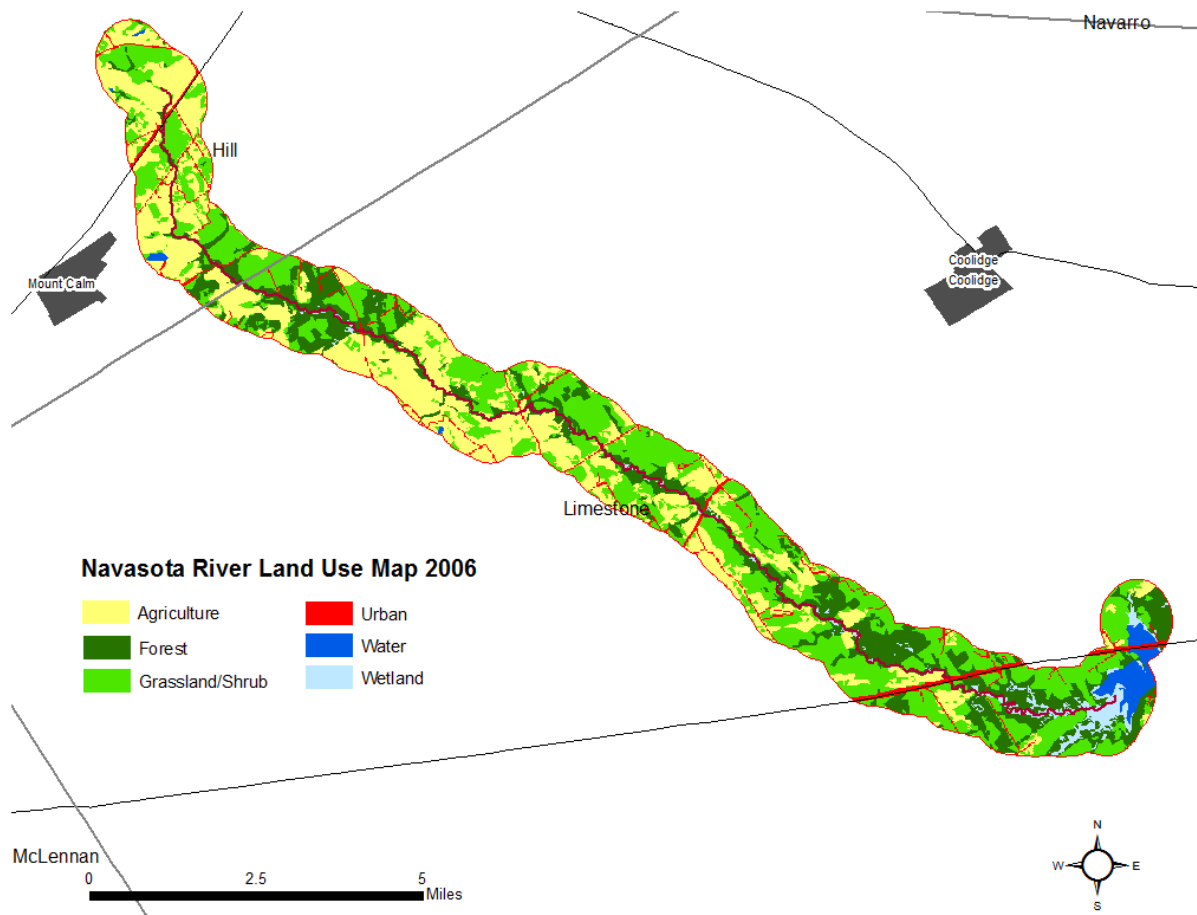 Navarro
Hill
Mount Calm
Coolidge
Coolidge
Limestone
Navasota River Land Use Map 2006
Agriculture
Urban
Forest
Water
Grassland/Shrub
Wetland
McLennan
0 2.5 5
Miles
N
W E
S